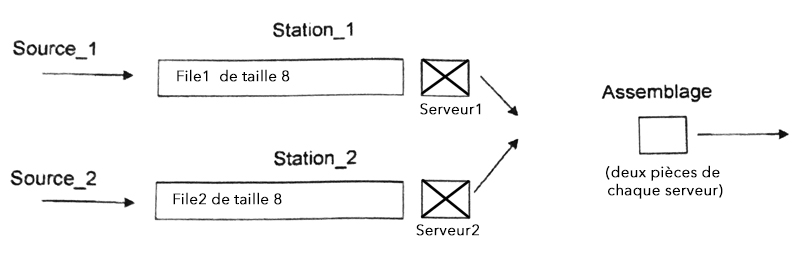 Station_1
Source_1
File1 de taille 8
Serveur1
Assemblage
Station_2
Source_2
(deux pièces de
chaque serveur)
File2 de taille 8
Serveur2